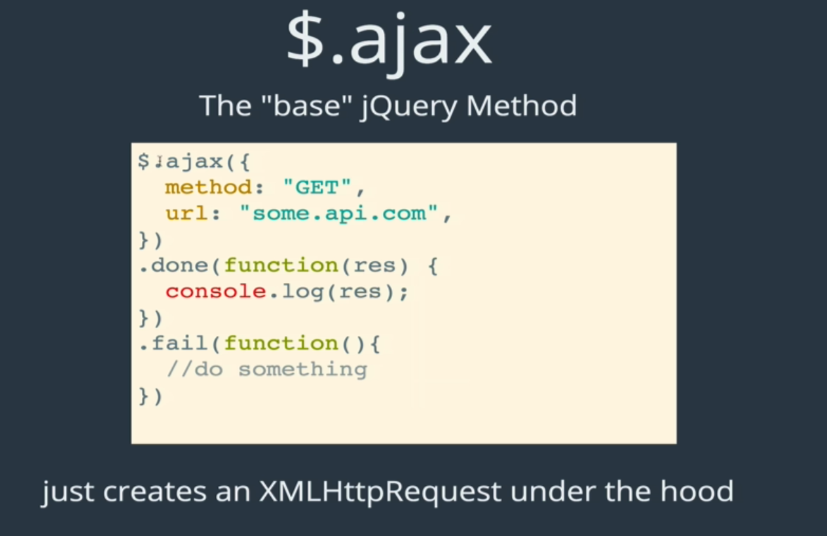 $.ajax
The "base" jQuery Method
$.ajax({
  method: "GET",
  url: "some.api.com",
})
.done(function(res) {
  console.log(res);
})
.fail(function(){
  //do something
})
just creates an XMLHttpRequest under the hood